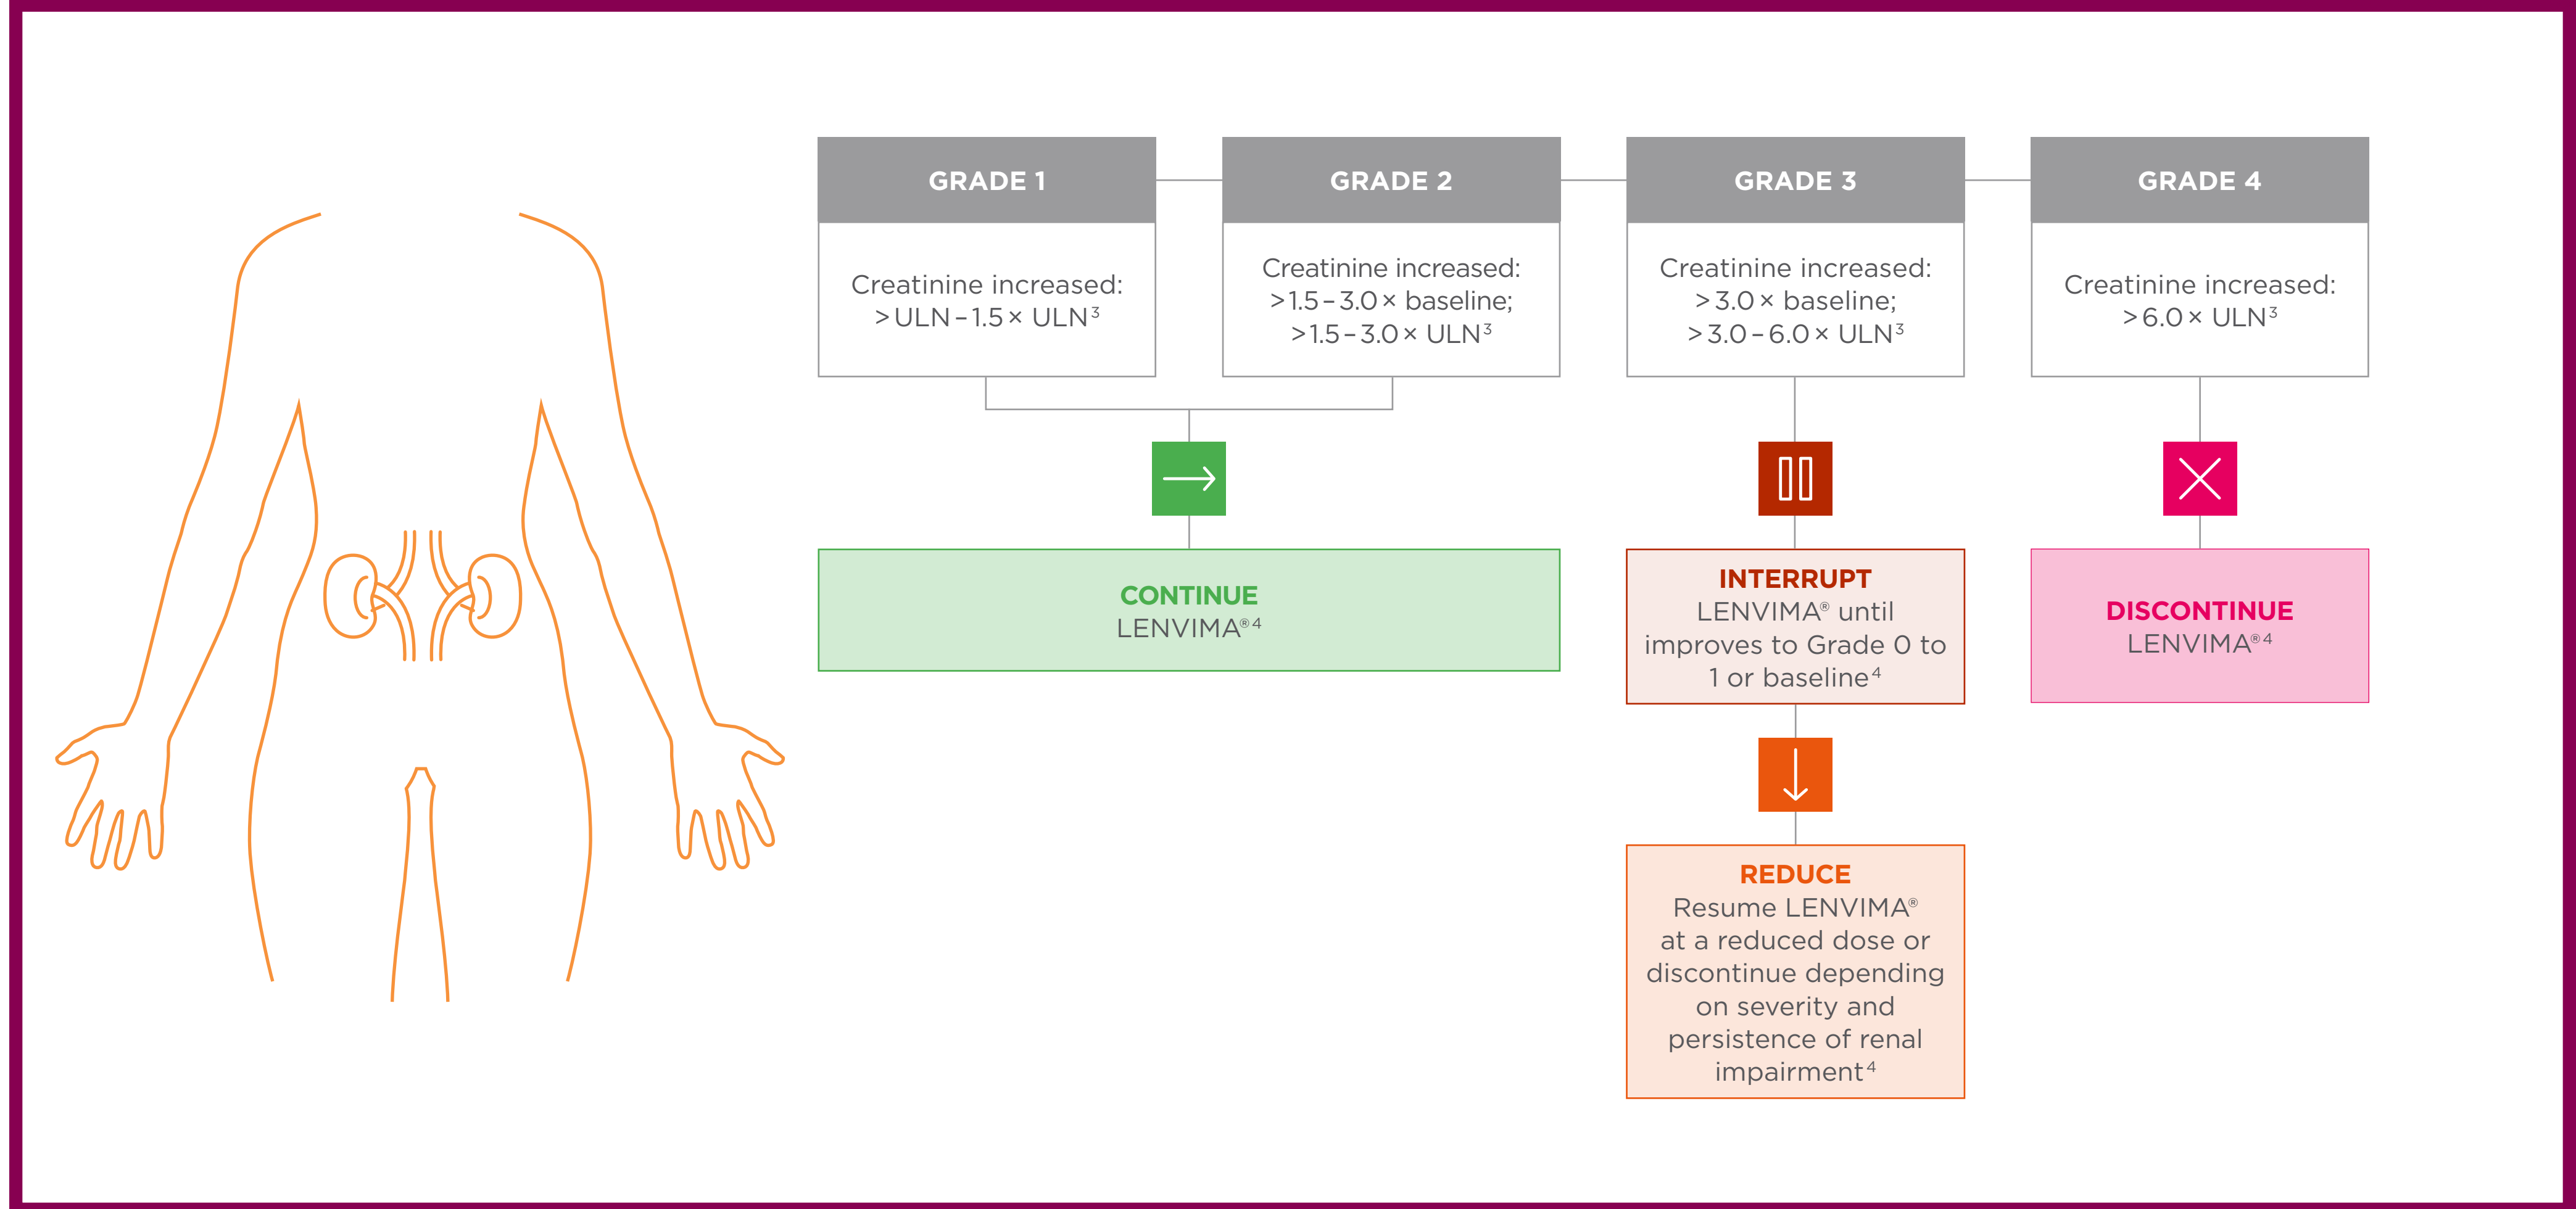 GRADE 1
Creatinine increased:
>ULN–1.5× ULN³
GRADE 2
Creatinine increased:
>1.5–3.0× baseline;
>1.5–3.0× ULN³
GRADE 3
Creatinine increased:
>3.0× baseline;
>3.0–6.0× ULN³
GRADE 4
Creatinine increased:
>6.0× ULN³
CONTINUE
LENVIMA®⁴
INTERRUPT
LENVIMA® until
improves to Grade 0 to
1 or baseline⁴
REDUCE
Resume LENVIMA®
at a reduced dose or
discontinue depending
on severity and
persistence of renal
impairment⁴
DISCONTINUE
LENVIMA®⁴